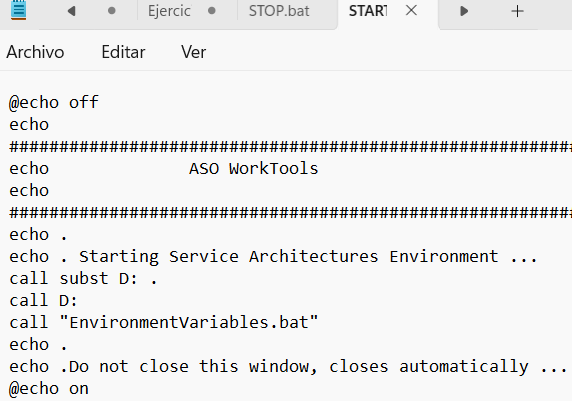 Ejercic
STOP.bat
START
Archivo Editar Ver
@echo off
echo
#########################################################
echo              ASO WorkTools
echo
#########################################################
echo .
echo . Starting Service Architectures Environment ...
call subst D: .
call D:
call "EnvironmentVariables.bat"
echo .
echo .Do not close this window, closes automatically ...
@echo on